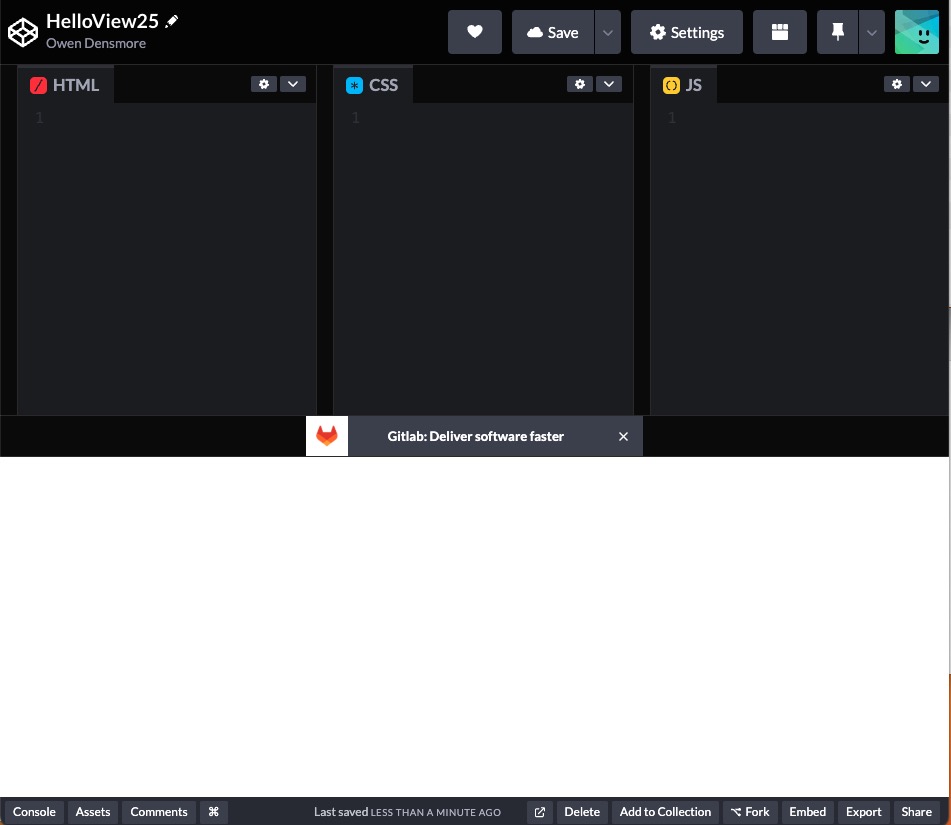 HelloView25
Owen Densmore
Save
Settings
HTML
CSS
JS
1
1
1
Gitlab: Deliver software faster
Console
Assets
Comments
⌘
Last saved LESS THAN A MINUTE AGO
Delete
Add to Collection
⌥ Fork
Embed
Export
Share